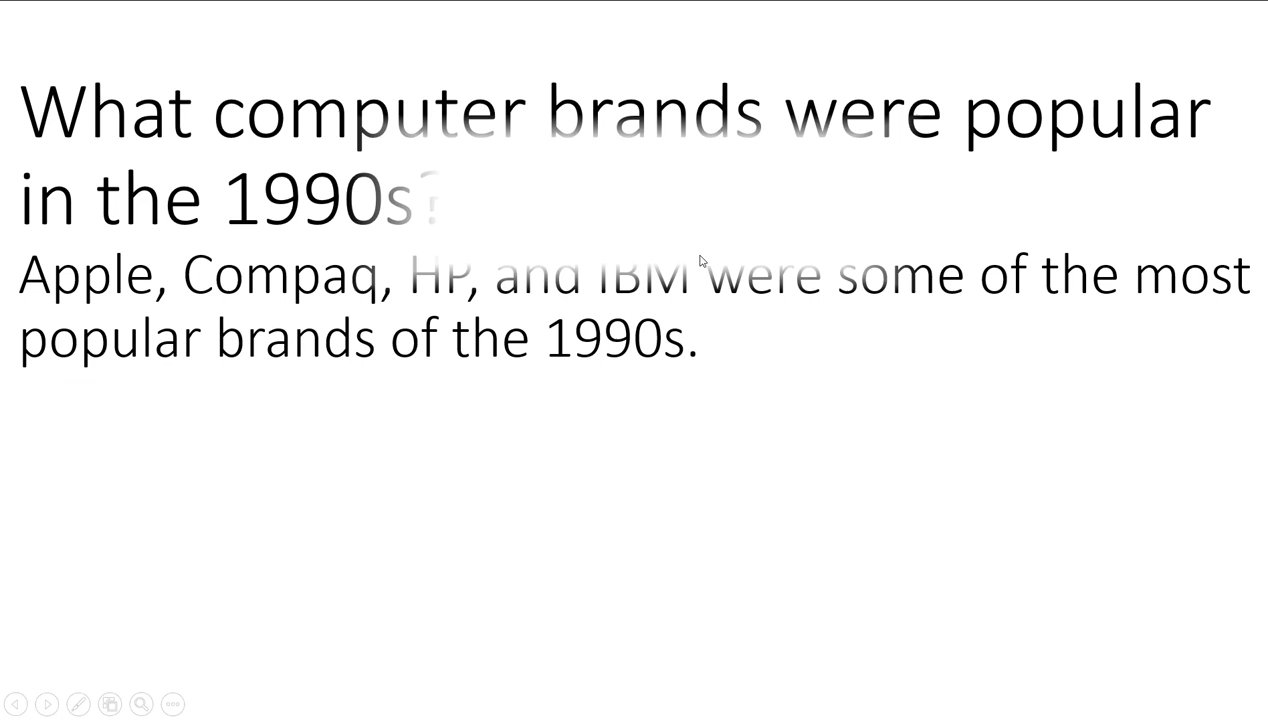 What computer brands were popular
in the 1990s?
Apple, Compaq, HP, and IBM were some of the most
popular brands of the 1990s.